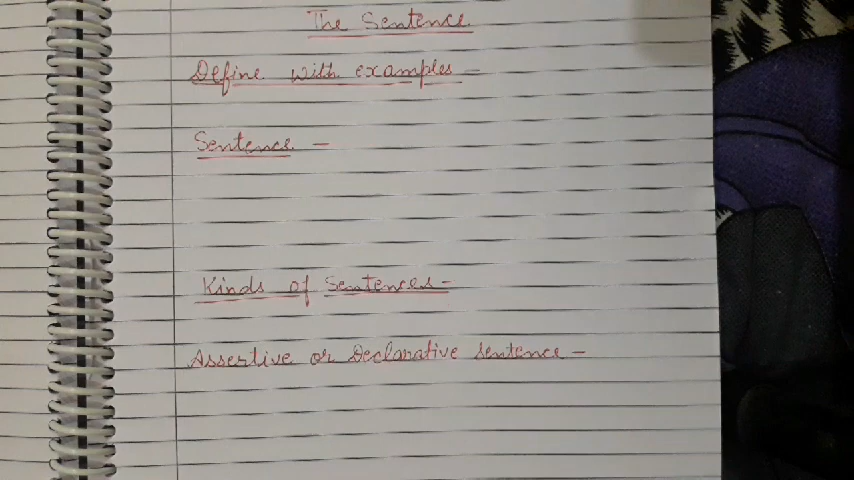 The Sentence
Define with examples -
Sentence -
Kinds of Sentences -
Assertive or Declarative sentence -